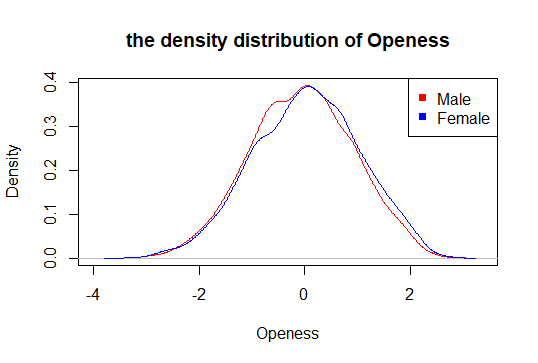 the density distribution of Openess
Density
0.0
0.1
0.2
0.3
0.4
Male
Female
-4
-2
0
2
Openess